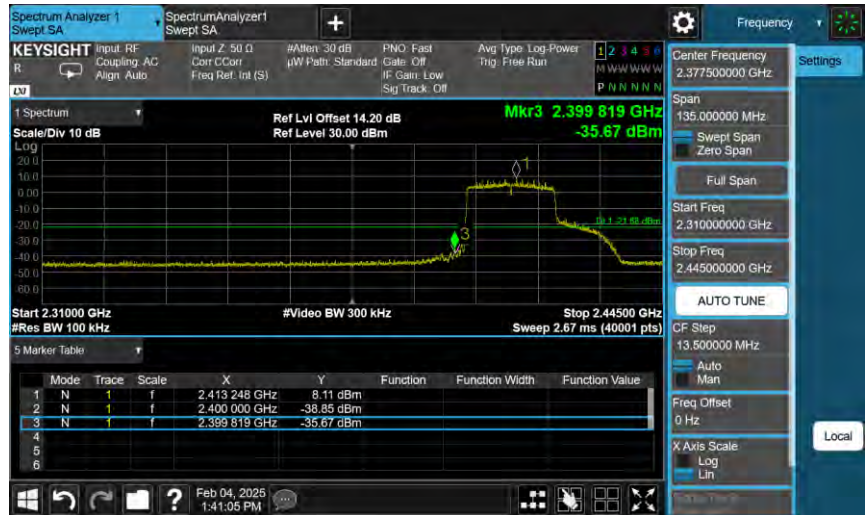 Spectrum Analyzer 1
Swept SA
SpectrumAnalyzer1
Swept SA
+
Frequency
KEYSIGHT
R
LXI
Input: RF
Coupling: AC
Align: Auto
Input Z: 50 Ω
Corr CCorr
Freq Ref: Int (S)
#Atten: 30 dB
µW Path: Standard
PNO: Fast
Gate: Off
IF Gain: Low
Sig Track: Off
Avg Type: Log-Power
Trig: Free Run
1 2 3 4 5 6
M W W W W W
P N N N N N
1 Spectrum
Scale/Div 10 dB
Ref Lvl Offset 14.20 dB
Ref Level 30.00 dBm
Mkr3 2.399 819 GHz
-35.67 dBm
Log
20.0
10.0
0.00
-10.0
-20.0
-30.0
-40.0
-50.0
-60.0
1
3
DL1 -21.68 dBm
Start 2.31000 GHz
#Res BW 100 kHz
#Video BW 300 kHz
Stop 2.44500 GHz
Sweep 2.67 ms (40001 pts)
5 Marker Table
Mode Trace Scale X Y Function Function Width Function Value
1 N 1 f 2.413 248 GHz 8.11 dBm
2 N 1 f 2.400 000 GHz -38.85 dBm
3 N 1 f 2.399 819 GHz -35.67 dBm
4
5
6
Feb 04, 2025
1:41:05 PM
?
Center Frequency
2.377500000 GHz
Settings
Span
135.000000 MHz
Swept Span
Zero Span
Full Span
Start Freq
2.310000000 GHz
Stop Freq
2.445000000 GHz
AUTO TUNE
CF Step
13.500000 MHz
Auto
Man
Freq Offset
0 Hz
X Axis Scale
Log
Lin
Local